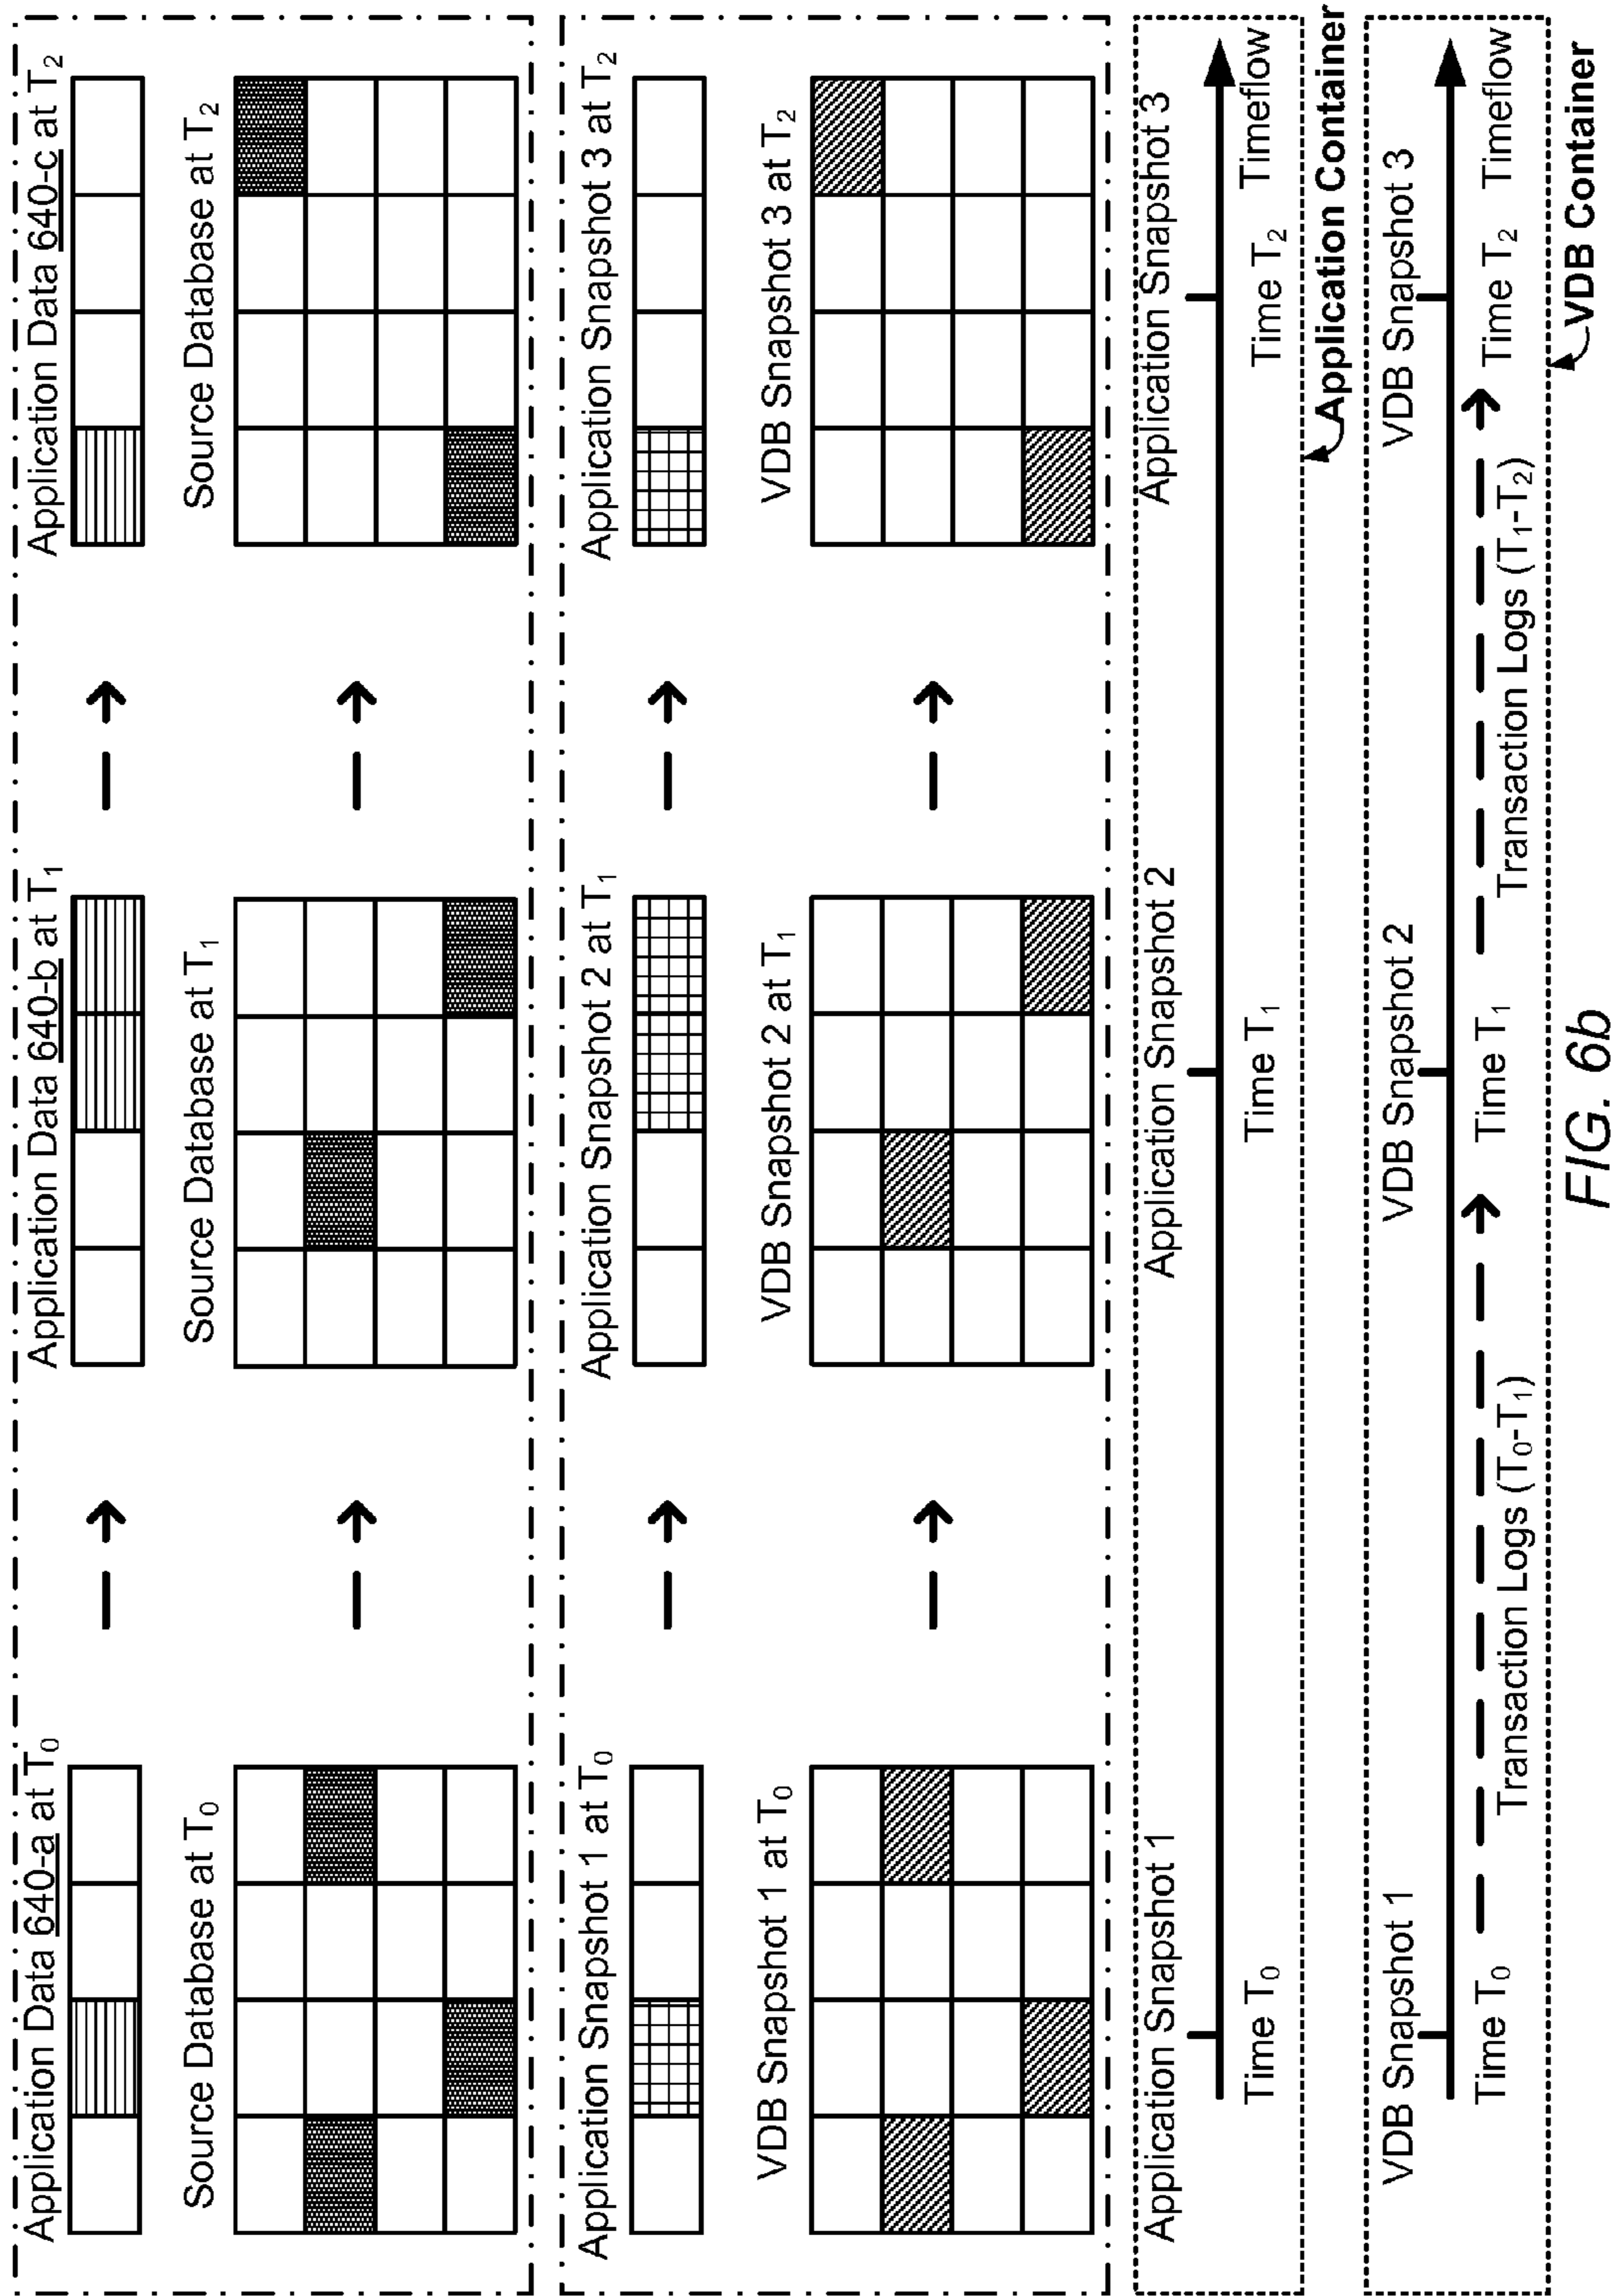 Application Data 640-a at T₀
Application Data 640-b at T₁
Application Data 640-c at T₂
Source Database at T₀
Source Database at T₁
Source Database at T₂
Application Snapshot 1 at T₀
Application Snapshot 2 at T₁
Application Snapshot 3 at T₂
VDB Snapshot 1 at T₀
VDB Snapshot 2 at T₁
VDB Snapshot 3 at T₂
Application Snapshot 1
Application Snapshot 2
Application Snapshot 3
Time T₀
Time T₁
Time T₂
Timeflow
Application Container
VDB Snapshot 1
VDB Snapshot 2
VDB Snapshot 3
Time T₀
Time T₁
Time T₂
Timeflow
Transaction Logs (T₀-T₁)
Transaction Logs (T₁-T₂)
VDB Container
FIG. 6b